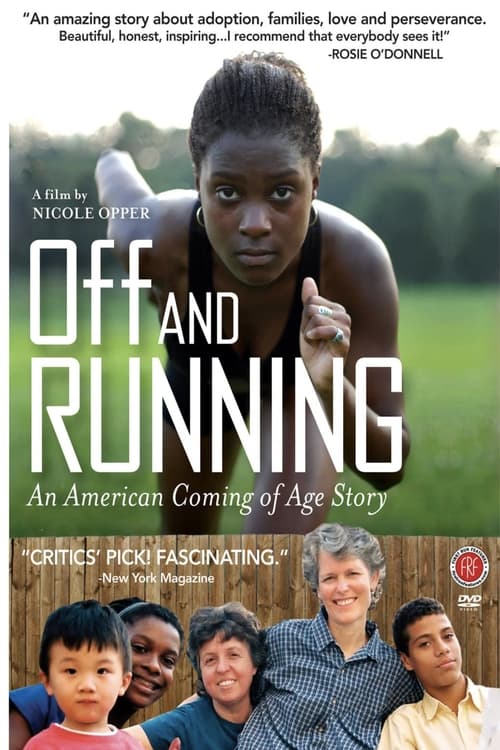 “An amazing story about adoption, families, love and perseverance.
Beautiful, honest, inspiring...I recommend that everybody sees it!”
-ROSIE O’DONNELL
A film by
NICOLE OPPER
Off AND
RUNNING
An American Coming of Age Story
“CRITICS’ PICK! FASCINATING.”
-New York Magazine
FRF
DVD
VIDEO